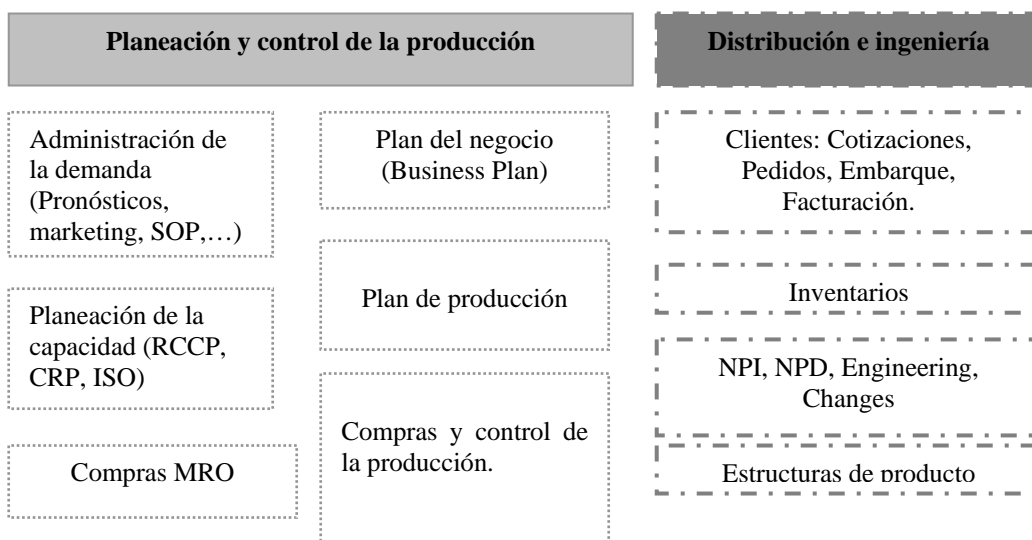 Planeación y control de la producción
Distribución e ingeniería
Administración de
la demanda
(Pronósticos,
marketing, SOP,…)
Planeación de la
capacidad (RCCP,
CRP, ISO)
Compras MRO
Plan del negocio
(Business Plan)
Plan de producción
Compras y control de
la producción.
Clientes: Cotizaciones,
Pedidos, Embarque,
Facturación.
Inventarios
NPI, NPD, Engineering,
Changes
Estructuras de producto